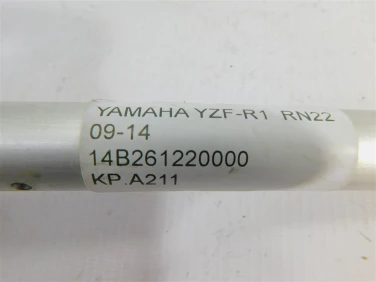 YAMAHA YZF-R1 RN22
09-14
14B261220000
KP.A211